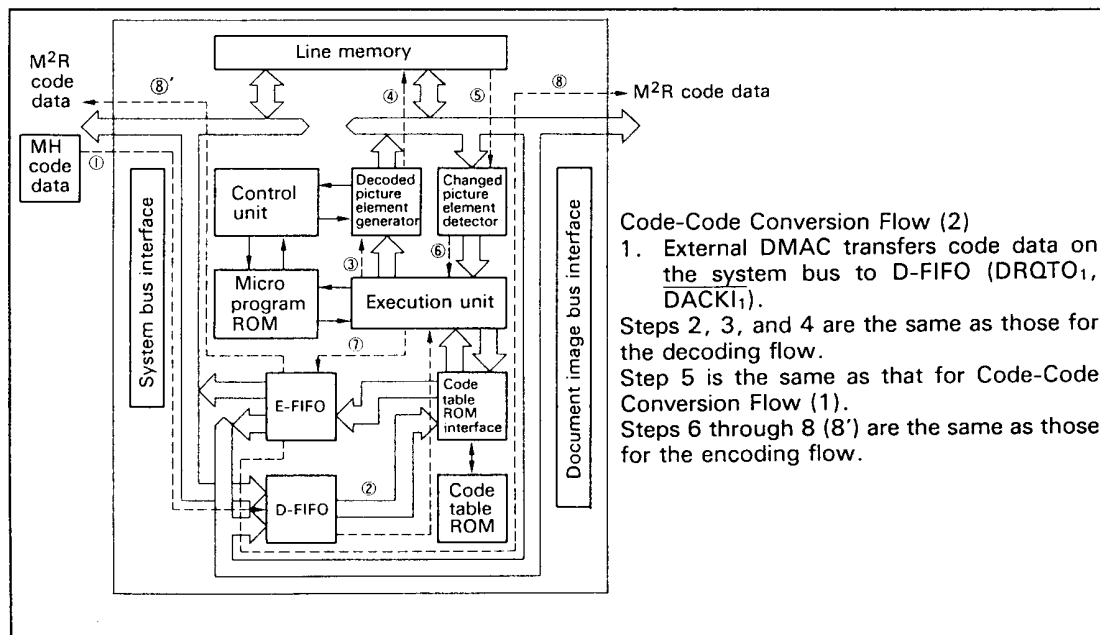 Line memory
M²R
code
data
⑧'
④
⑤
⑧
M²R code data
MH
code
data
①
System bus interface
Control
unit
Decoded
picture
element
generator
Changed
picture
element
detector
Document image bus interface
③
⑥
Micro
program
ROM
Execution unit
⑦
E-FIFO
Code
table
ROM
interface
②
D-FIFO
Code
table
ROM
Code-Code Conversion Flow (2)
1. External DMAC transfers code data on
the system bus to D-FIFO (DRQTO₁,
DACKI₁).
Steps 2, 3, and 4 are the same as those for
the decoding flow.
Step 5 is the same as that for Code-Code
Conversion Flow (1).
Steps 6 through 8 (8') are the same as those
for the encoding flow.